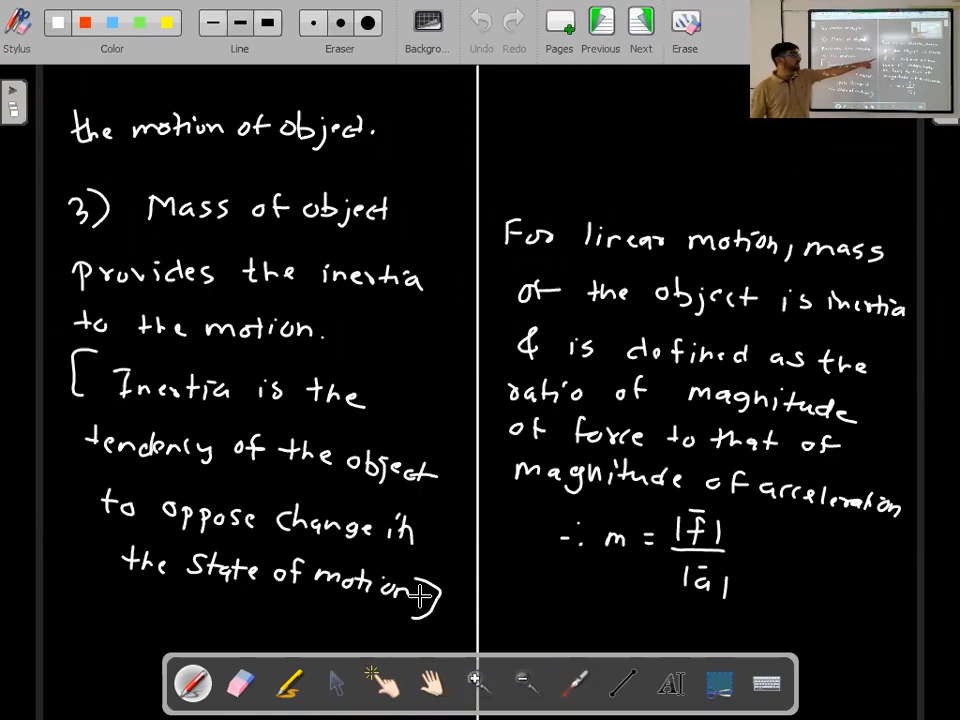 Stylus
Color
Line
Eraser
Backgro...
Undo
Redo
Pages
Previous
Next
Erase
the motion of object.
3) Mass of object
provides the inertia
to the motion.
[Inertia is the
tendency of the object
to oppose change in
the state of motion]
For linear motion, mass
of the object is inertia
& is defined as the
ratio of magnitude
of force to that of
magnitude of acceleration
∴ m = |f̄| / |ā|
AI